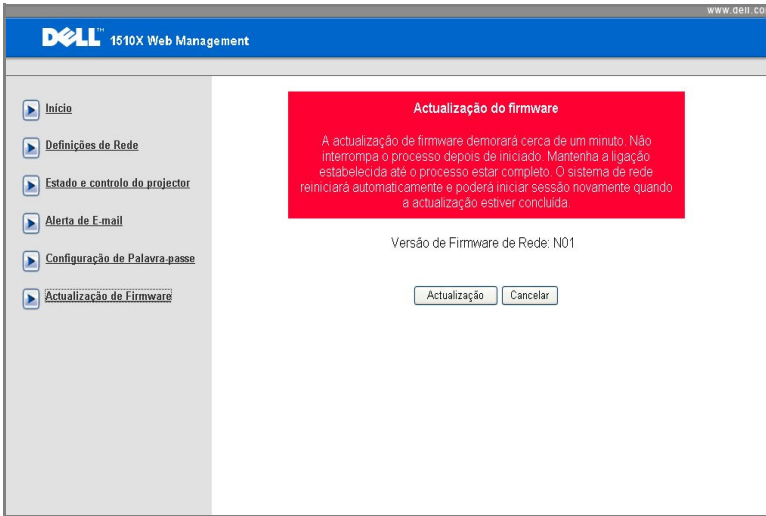 www.dell.co
DELL™ 1510X Web Management
Início
Definições de Rede
Estado e controlo do projector
Alerta de E-mail
Configuração de Palavra-passe
Actualização de Firmware
Actualização do firmware
A actualização de firmware demorará cerca de um minuto. Não
interrompa o processo depois de iniciado. Mantenha a ligação
estabelecida até o processo estar completo. O sistema de rede
reiniciará automaticamente e poderá iniciar sessão novamente quando
a actualização estiver concluída.
Versão de Firmware de Rede: N01
Actualização Cancelar